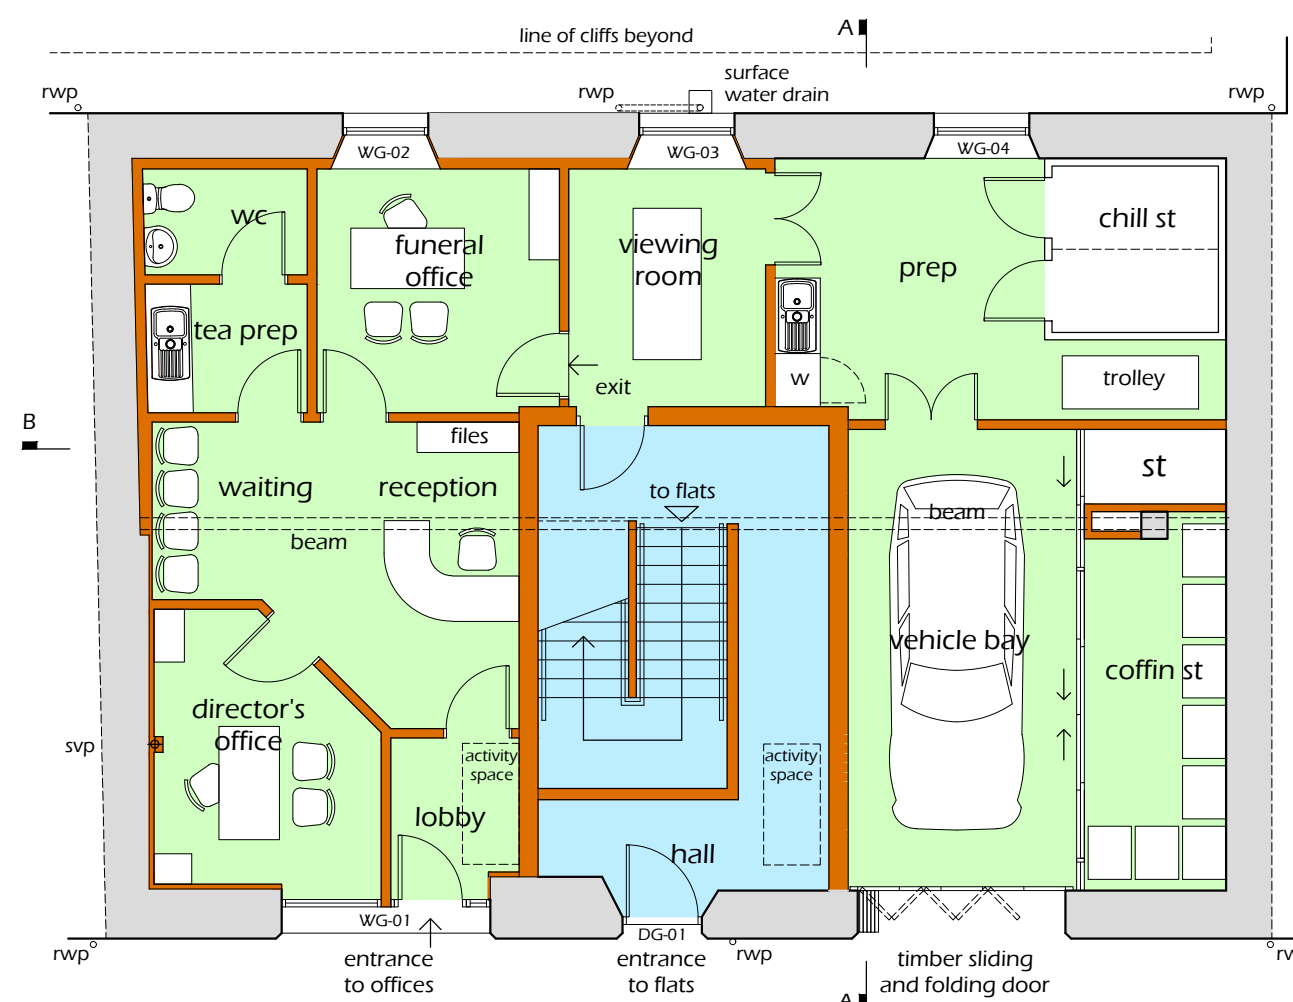 line of cliffs beyond
A
surface
water drain
rwp
rwp
rwp
WG-02
WG-03
WG-04
wc
funeral
office
viewing
room
prep
chill st
tea prep
exit
w
trolley
B
files
waiting
reception
to flats
st
beam
beam
vehicle bay
coffin st
director's
office
svp
activity
space
activity
space
lobby
hall
WG-01
DG-01
rwp
rwp
entrance
to offices
entrance
to flats
timber sliding
and folding door
A